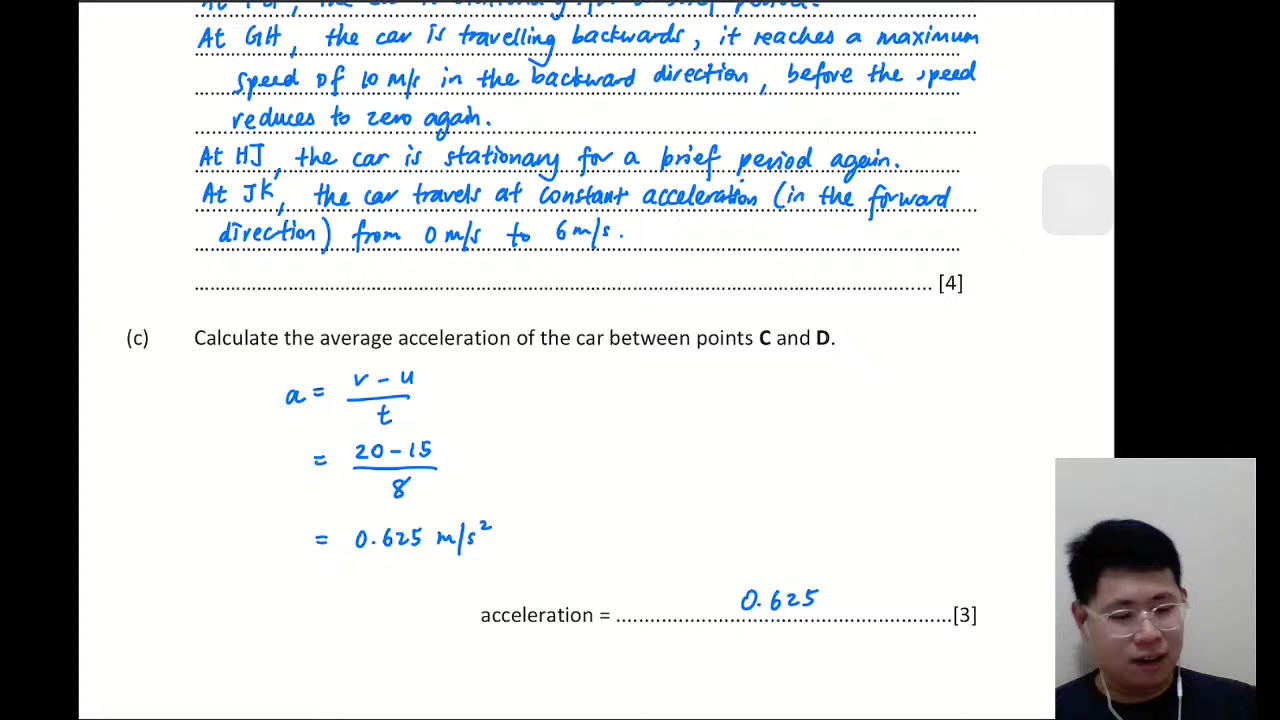 At GH, the car is travelling backwards, it reaches a maximum
speed of 10 m/s in the backward direction, before the speed
reduces to zero again.
At HJ, the car is stationary for a brief period again.
At JK, the car travels at constant acceleration (in the forward
direction) from 0 m/s to 6 m/s.
[4]
(c) Calculate the average acceleration of the car between points C and D.
a = v - u / t
= 20 - 15 / 8
= 0.625 m/s²
acceleration = 0.625 [3]